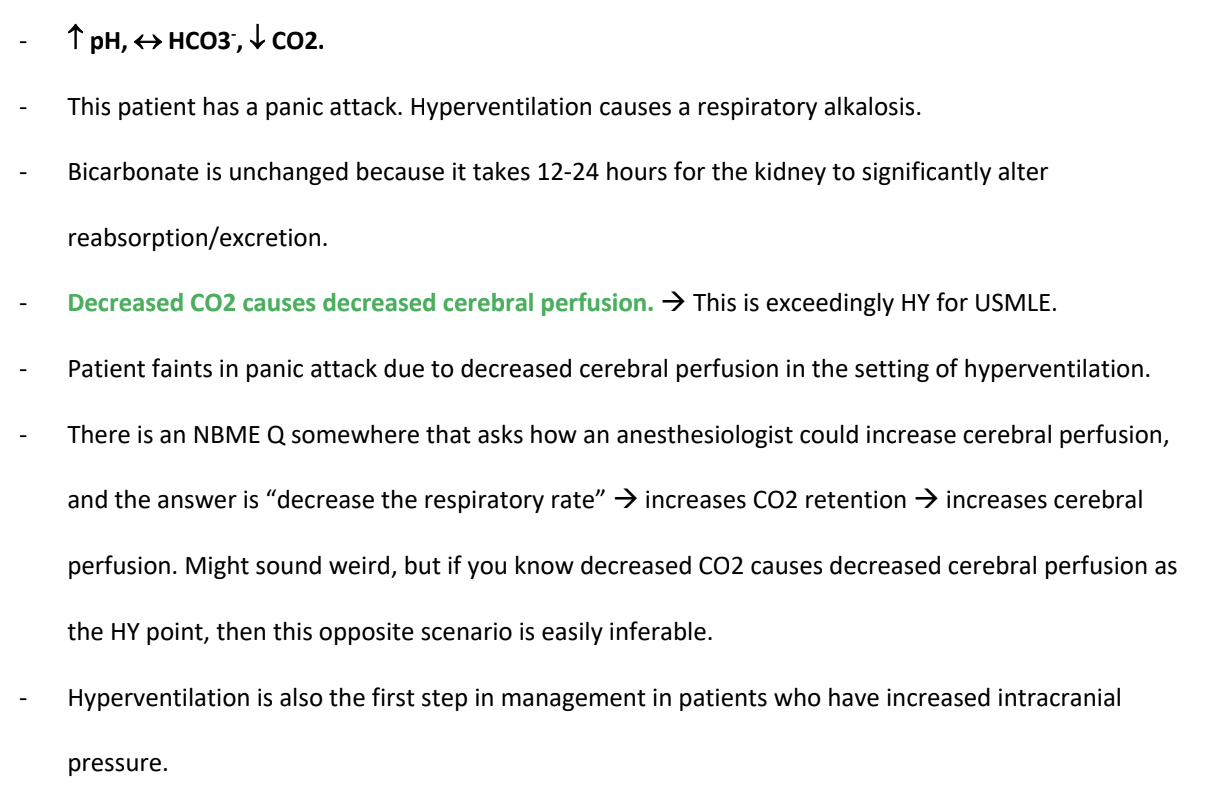 - ↑ pH, ↔ HCO3-, ↓ CO2.
- This patient has a panic attack. Hyperventilation causes a respiratory alkalosis.
- Bicarbonate is unchanged because it takes 12-24 hours for the kidney to significantly alter
reabsorption/excretion.
- Decreased CO2 causes decreased cerebral perfusion. → This is exceedingly HY for USMLE.
- Patient faints in panic attack due to decreased cerebral perfusion in the setting of hyperventilation.
- There is an NBME Q somewhere that asks how an anesthesiologist could increase cerebral perfusion,
and the answer is “decrease the respiratory rate” → increases CO2 retention → increases cerebral
perfusion. Might sound weird, but if you know decreased CO2 causes decreased cerebral perfusion as
the HY point, then this opposite scenario is easily inferable.
- Hyperventilation is also the first step in management in patients who have increased intracranial
pressure.